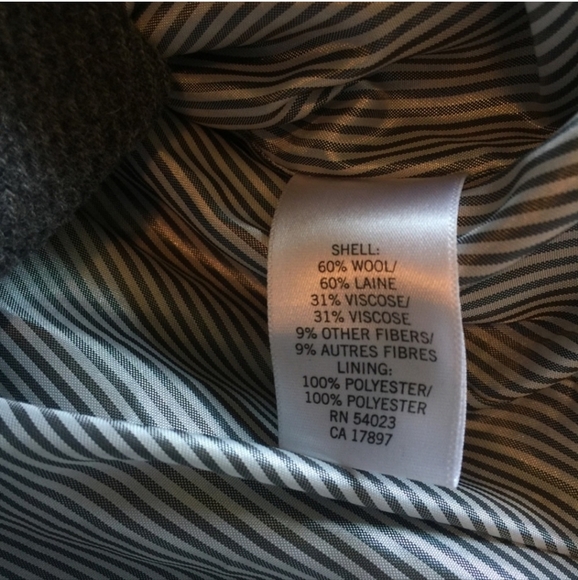 SHELL:
60% WOOL/
60% LAINE
31% VISCOSE/
31% VISCOSE
9% OTHER FIBERS/
9% AUTRES FIBRES
LINING:
100% POLYESTER/
100% POLYESTER
RN 54023
CA 17897